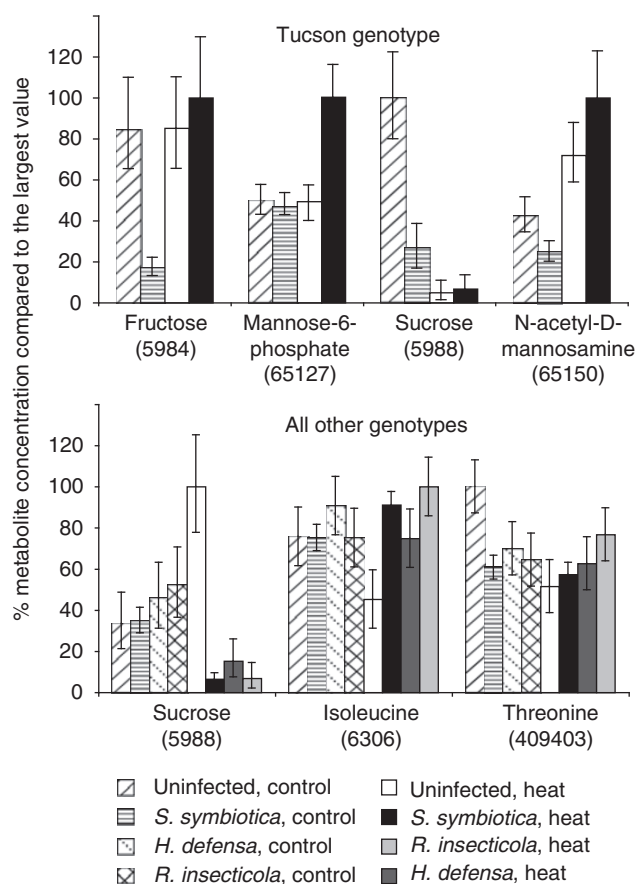 % metabolite concentration compared to the largest value
Tucson genotype
120
100
80
60
40
20
0
Fructose
(5984)
Mannose-6-
phosphate
(65127)
Sucrose
(5988)
N-acetyl-D-
mannosamine
(65150)
All other genotypes
120
100
80
60
40
20
0
Sucrose
(5988)
Isoleucine
(6306)
Threonine
(409403)
Uninfected, control
Uninfected, heat
S. symbiotica, control
S. symbiotica, heat
H. defensa, control
R. insecticola, heat
R. insecticola, control
H. defensa, heat